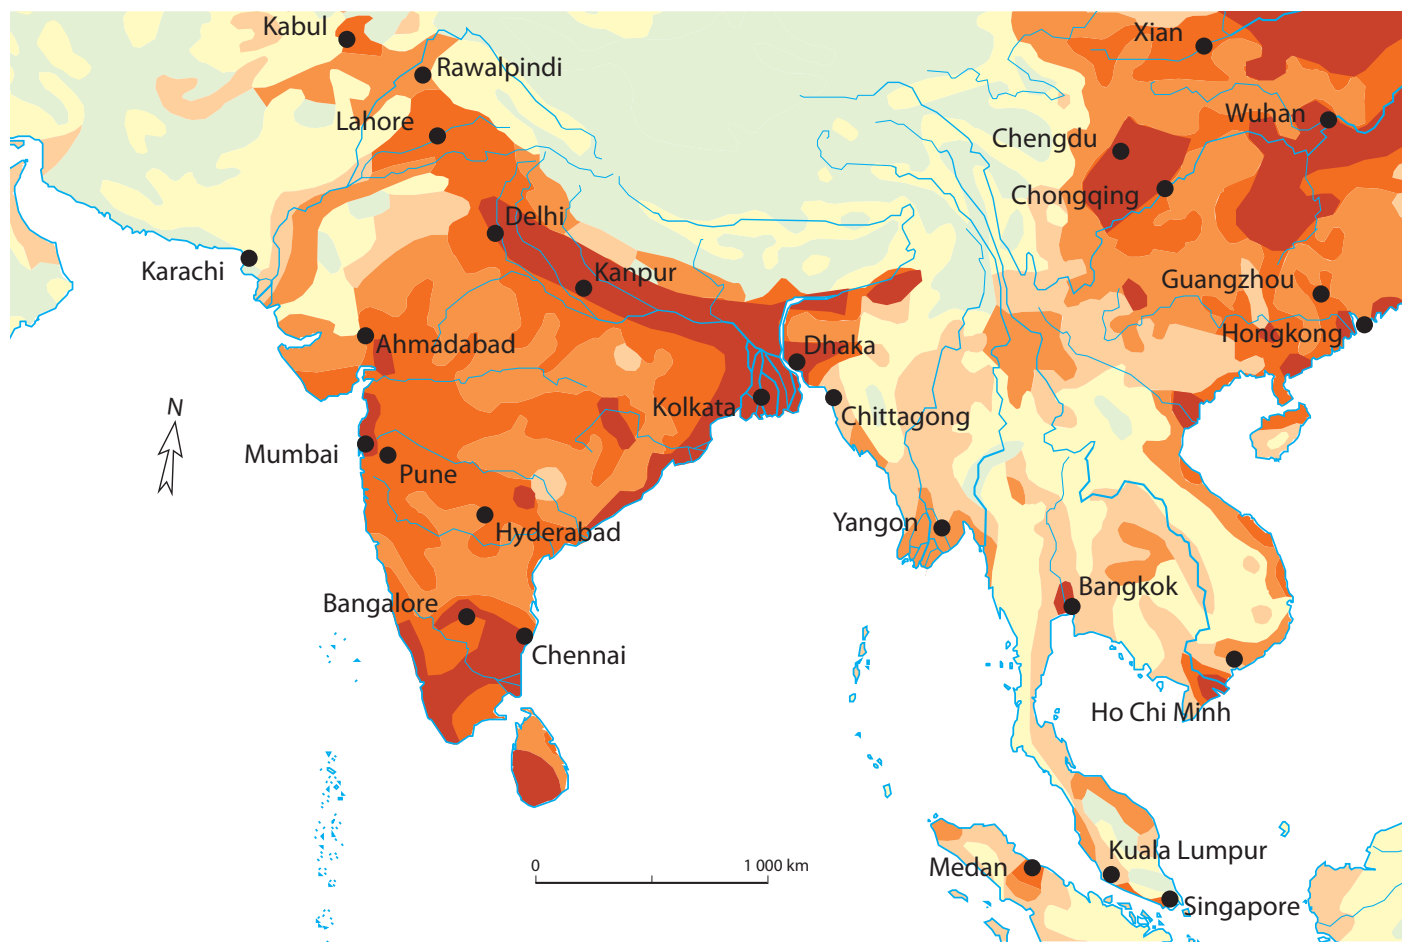 Kabul
Xian
Rawalpindi
Wuhan
Lahore
Chengdu
Chongqing
Delhi
Karachi
Kanpur
Guangzhou
Hongkong
Ahmadabad
Dhaka
N
Kolkata
Chittagong
Mumbai
Pune
Yangon
Hyderabad
Bangkok
Bangalore
Chennai
Ho Chi Minh
0 1 000 km
Kuala Lumpur
Medan
Singapore